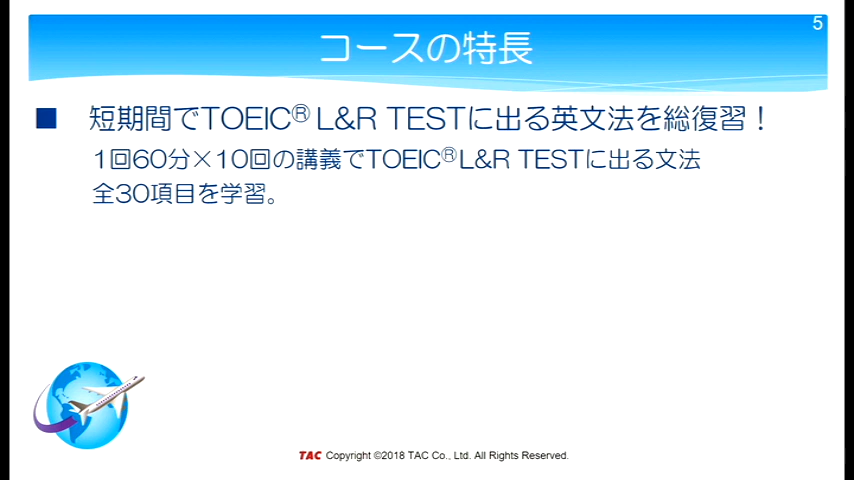 5
コースの特長
■ 短期間でTOEIC® L&R TESTに出る英文法を総復習！
1回60分×10回の講義でTOEIC®L&R TESTに出る文法
全30項目を学習。
TAC Copyright ©2018 TAC Co., Ltd. All Rights Reserved.